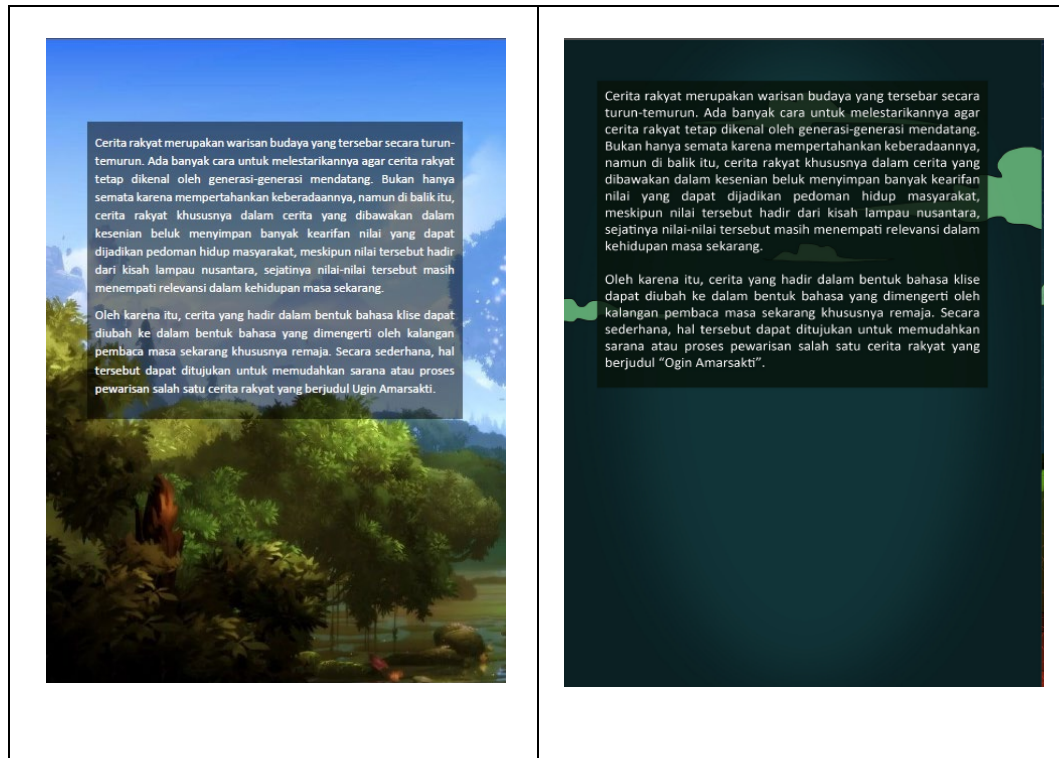 Cerita rakyat merupakan warisan budaya yang tersebar secara turun-
temurun. Ada banyak cara untuk melestarikannya agar cerita rakyat
tetap dikenal oleh generasi-generasi mendatang. Bukan hanya
semata karena mempertahankan keberadaannya, namun di balik itu,
cerita rakyat khususnya dalam cerita yang dibawakan dalam
kesenian beluk menyimpan banyak kearifan nilai yang dapat
dijadikan pedoman hidup masyarakat, meskipun nilai tersebut hadir
dari kisah lampau nusantara, sejatinya nilai-nilai tersebut masih
menempati relevansi dalam kehidupan masa sekarang.
Oleh karena itu, cerita yang hadir dalam bentuk bahasa klise dapat
diubah ke dalam bentuk bahasa yang dimengerti oleh kalangan
pembaca masa sekarang khususnya remaja. Secara sederhana, hal
tersebut dapat ditujukan untuk memudahkan sarana atau proses
pewarisan salah satu cerita rakyat yang berjudul Ugin Amarsakti.
Cerita rakyat merupakan warisan budaya yang tersebar secara
turun-temurun. Ada banyak cara untuk melestarikannya agar
cerita rakyat tetap dikenal oleh generasi-generasi mendatang.
Bukan hanya semata karena mempertahankan keberadaannya,
namun di balik itu, cerita rakyat khususnya dalam cerita yang
dibawakan dalam kesenian beluk menyimpan banyak kearifan
nilai yang dapat dijadikan pedoman hidup masyarakat,
meskipun nilai tersebut hadir dari kisah lampau nusantara,
sejatinya nilai-nilai tersebut masih menempati relevansi dalam
kehidupan masa sekarang.
Oleh karena itu, cerita yang hadir dalam bentuk bahasa klise
dapat diubah ke dalam bentuk bahasa yang dimengerti oleh
kalangan pembaca masa sekarang khususnya remaja. Secara
sederhana, hal tersebut dapat ditujukan untuk memudahkan
sarana atau proses pewarisan salah satu cerita rakyat yang
berjudul “Ogin Amarsakti”.